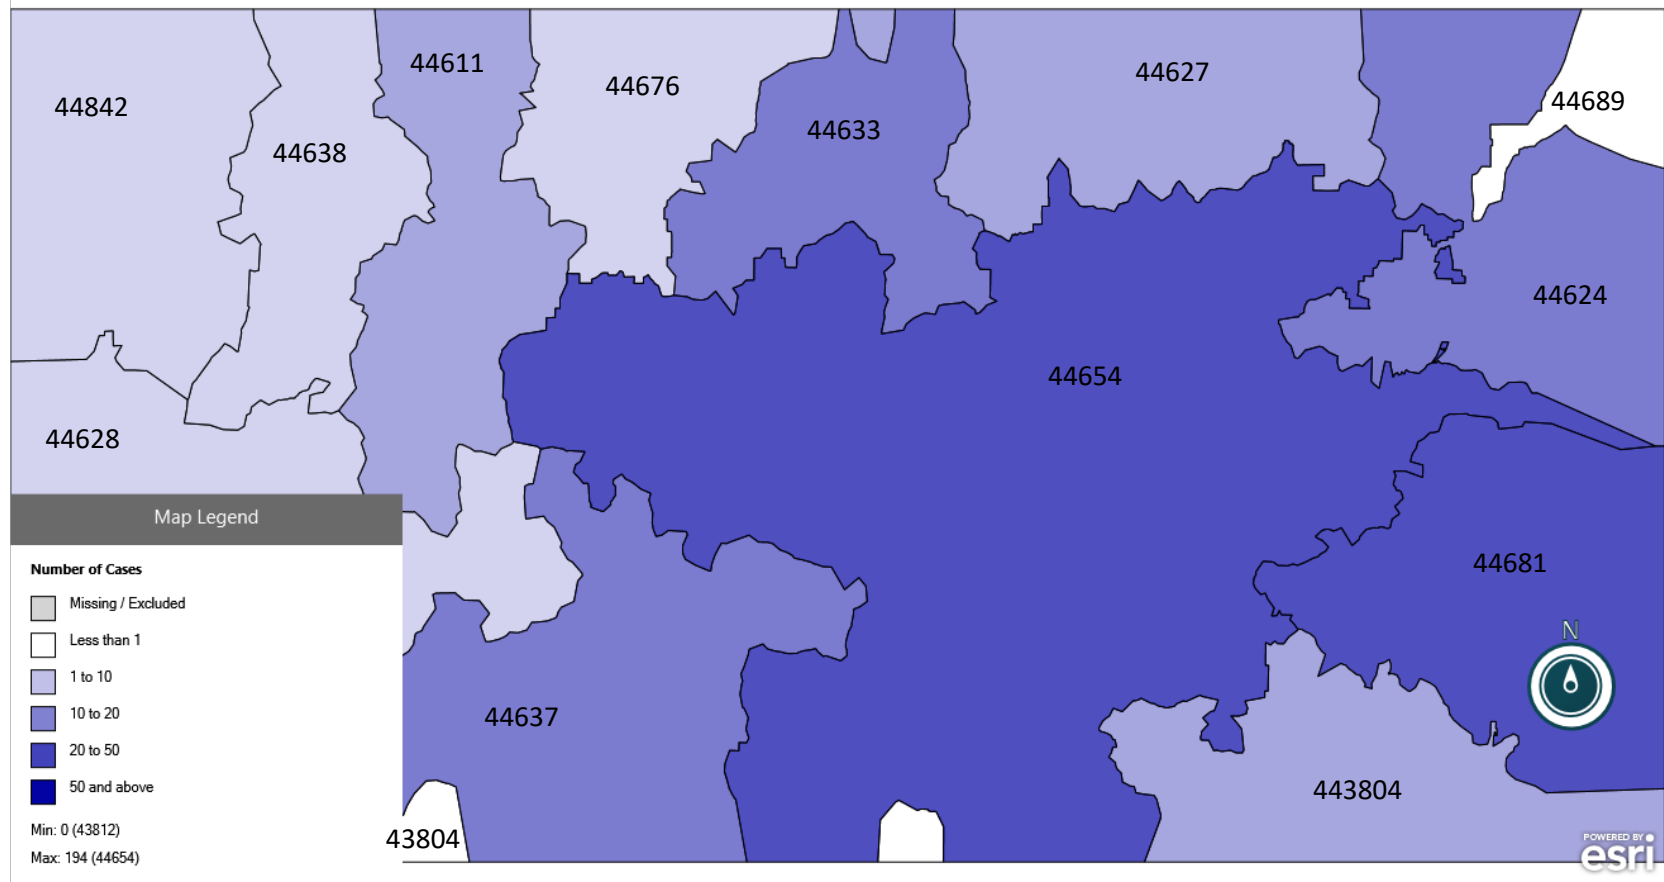 44611
44627
44676
44689
44842
44633
44638
44624
44654
44628
Map Legend
44681
Number of Cases
Missing / Excluded
Less than 1
N
1 to 10
10 to 20
44637
20 to 50
50 and above
443804
Min: 0 (43812)
43804
Max: 194 (44654)
POWERED BY
esri